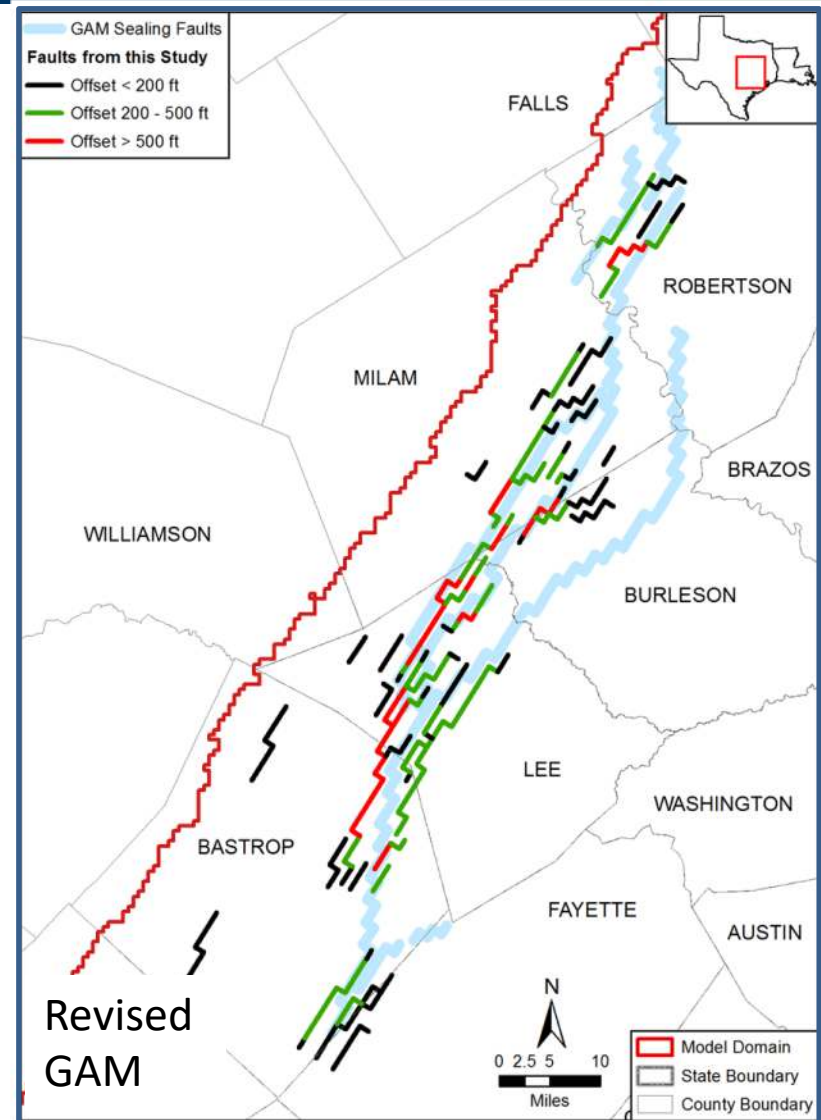 GAM Sealing Faults
Faults from this Study
Offset < 200 ft
Offset 200 - 500 ft
Offset > 500 ft
FALLS
ROBERTSON
MILAM
BRAZOS
WILLIAMSON
BURLESON
LEE
WASHINGTON
BASTROP
FAYETTE
AUSTIN
Revised
GAM
N
0 2.5 5 10
Miles
Model Domain
State Boundary
County Boundary